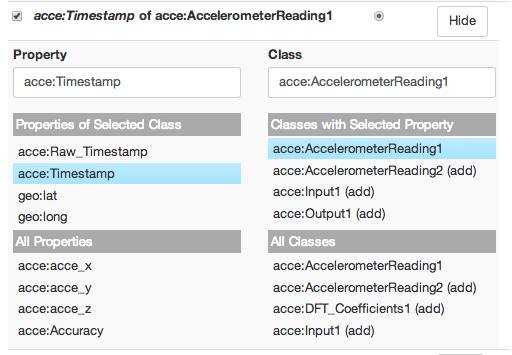 acce:Timestamp of acce:AccelerometerReading1
Hide
Property
Class
acce:Timestamp
acce:AccelerometerReading1
Properties of Selected Class
Classes with Selected Property
acce:Raw_Timestamp
acce:AccelerometerReading1
acce:Timestamp
acce:AccelerometerReading2 (add)
geo:lat
acce:Input1 (add)
geo:long
acce:Output1 (add)
All Properties
All Classes
acce:acce_x
acce:AccelerometerReading1
acce:acce_y
acce:AccelerometerReading2 (add)
acce:acce_z
acce:DFT_Coefficients1 (add)
acce:Accuracy
acce:Input1 (add)